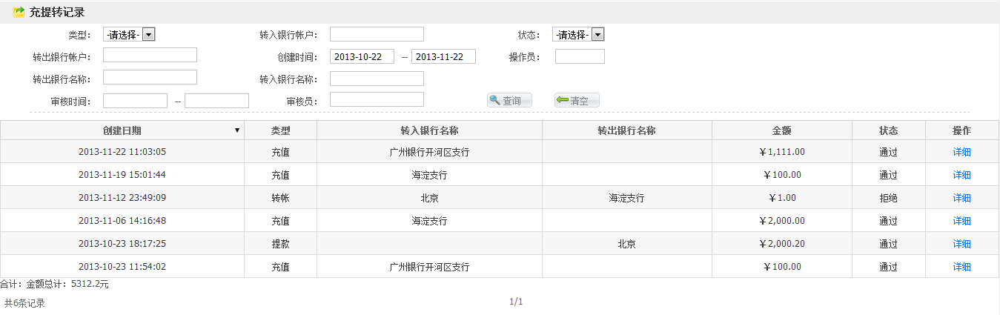 充提转记录
类型： -请选择- 转入银行帐户： 状态： -请选择-
转出银行帐户： 创建时间： 2013-10-22 -- 2013-11-22 操作员：
转出银行名称： 转入银行名称：
审核时间： -- 审核员： 查询 清空
创建日期 ▼ 类型 转入银行名称 转出银行名称 金额 状态 操作
2013-11-22 11:03:05 充值 广州银行开河区支行 ￥1,111.00 通过 详细
2013-11-19 15:01:44 充值 海淀支行 ￥100.00 通过 详细
2013-11-12 23:49:09 转帐 北京 海淀支行 ￥1.00 拒绝 详细
2013-11-06 14:16:48 充值 海淀支行 ￥2,000.00 通过 详细
2013-10-23 18:17:25 提款 北京 ￥2,000.20 通过 详细
2013-10-23 11:54:02 充值 广州银行开河区支行 ￥100.00 通过 详细
合计：金额总计：5312.2元
共6条记录 1/1